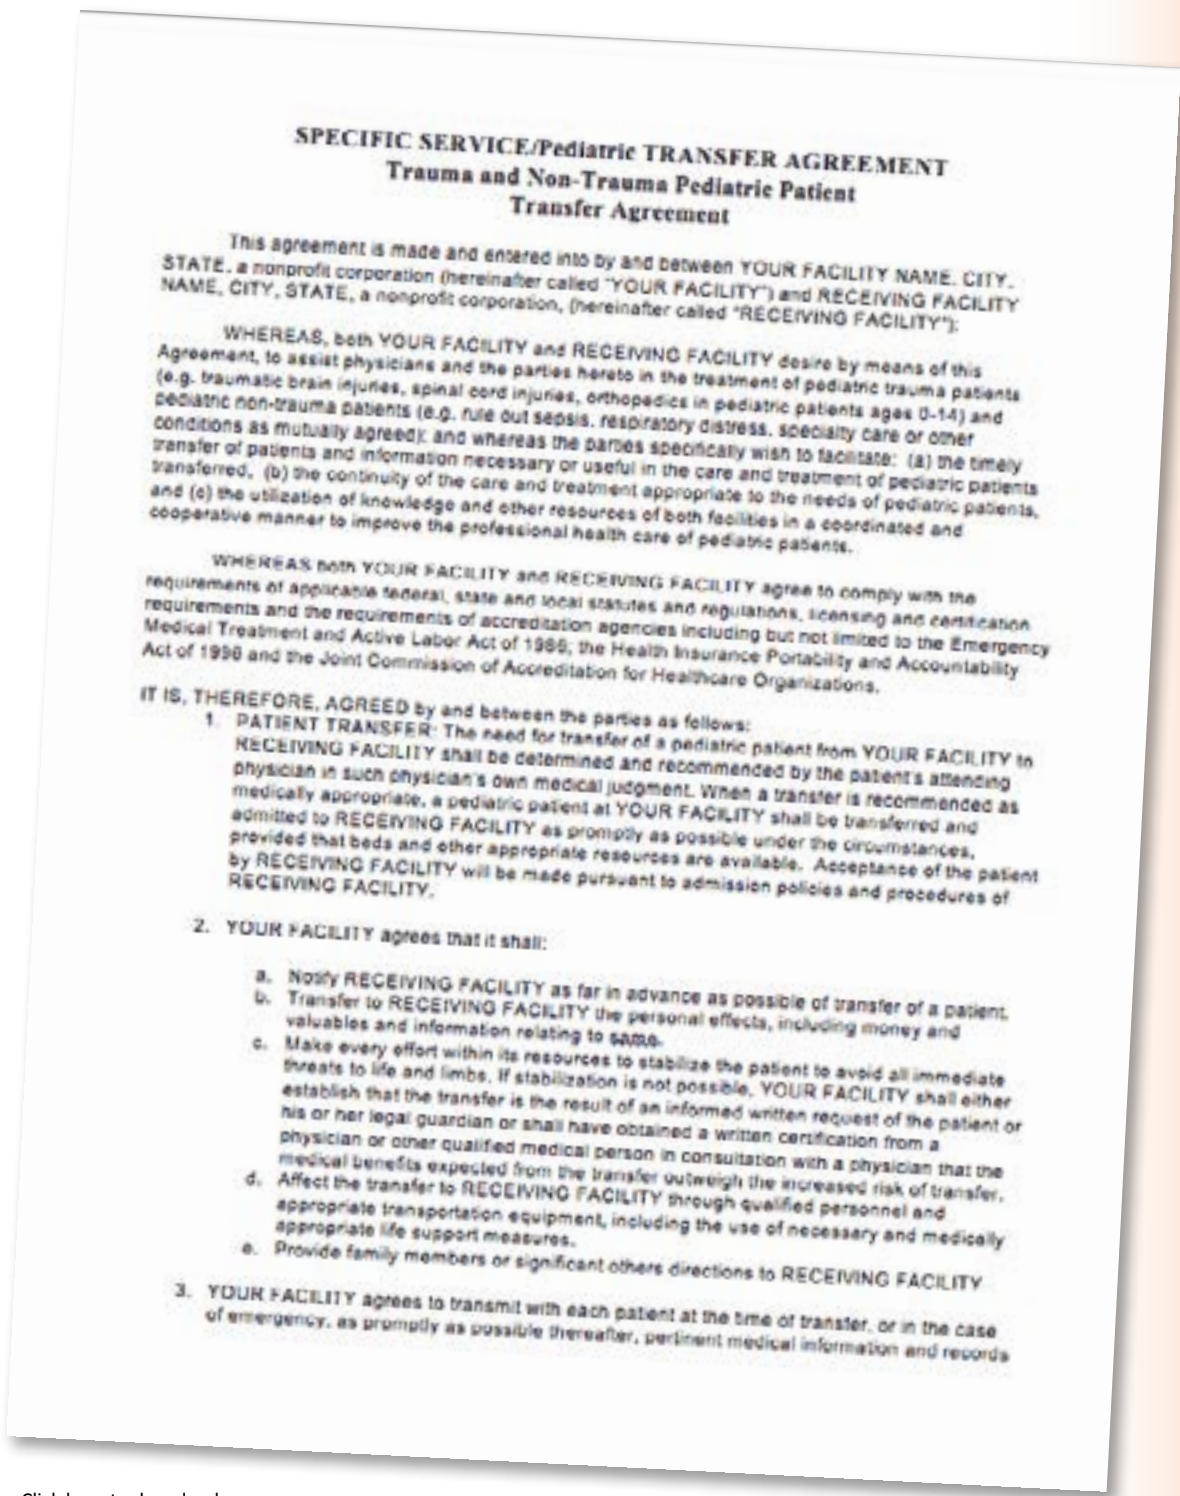 SPECIFIC SERVICE/Pediatric TRANSFER AGREEMENT
Trauma and Non-Trauma Pediatric Patient
Transfer Agreement
This agreement is made and entered into by and between YOUR FACILITY NAME, CITY,
STATE, a nonprofit corporation (hereinafter called "YOUR FACILITY") and RECEIVING FACILITY
NAME, CITY, STATE, a nonprofit corporation, (hereinafter called "RECEIVING FACILITY"):
WHEREAS, both YOUR FACILITY and RECEIVING FACILITY desire by means of this
Agreement, to assist physicians and the parties hereto in the treatment of pediatric trauma patients
(e.g. traumatic brain injuries, spinal cord injuries, orthopedics in pediatric patients ages 0-14) and
pediatric non-trauma patients (e.g. rule out sepsis, respiratory distress, specialty care or other
conditions as mutually agreed); and whereas the parties specifically wish to facilitate: (a) the timely
transfer of patients and information necessary or useful in the care and treatment of pediatric patients
transferred, (b) the continuity of the care and treatment appropriate to the needs of pediatric patients,
and (c) the utilization of knowledge and other resources of both facilities in a coordinated and
cooperative manner to improve the professional health care of pediatric patients.
WHEREAS both YOUR FACILITY and RECEIVING FACILITY agree to comply with the
requirements of applicable federal, state and local statutes and regulations, licensing and certification
requirements and the requirements of accreditation agencies including but not limited to the Emergency
Medical Treatment and Active Labor Act of 1986; the Health Insurance Portability and Accountability
Act of 1996 and the Joint Commission of Accreditation for Healthcare Organizations.
IT IS, THEREFORE, AGREED by and between the parties as follows:
1. PATIENT TRANSFER: The need for transfer of a pediatric patient from YOUR FACILITY to
RECEIVING FACILITY shall be determined and recommended by the patient's attending
physician in such physician's own medical judgment. When a transfer is recommended as
medically appropriate, a pediatric patient at YOUR FACILITY shall be transferred and
admitted to RECEIVING FACILITY as promptly as possible under the circumstances,
provided that beds and other appropriate resources are available. Acceptance of the patient
by RECEIVING FACILITY will be made pursuant to admission policies and procedures of
RECEIVING FACILITY.
2. YOUR FACILITY agrees that it shall:
a. Notify RECEIVING FACILITY as far in advance as possible of transfer of a patient.
b. Transfer to RECEIVING FACILITY the personal effects, including money and
valuables and information relating to same.
c. Make every effort within its resources to stabilize the patient to avoid all immediate
threats to life and limbs. If stabilization is not possible, YOUR FACILITY shall either
establish that the transfer is the result of an informed written request of the patient or
his or her legal guardian or shall have obtained a written certification from a
physician or other qualified medical person in consultation with a physician that the
medical benefits expected from the transfer outweigh the increased risk of transfer.
d. Affect the transfer to RECEIVING FACILITY through qualified personnel and
appropriate transportation equipment, including the use of necessary and medically
appropriate life support measures.
e. Provide family members or significant others directions to RECEIVING FACILITY
3. YOUR FACILITY agrees to transmit with each patient at the time of transfer, or in the case
of emergency, as promptly as possible thereafter, pertinent medical information and records